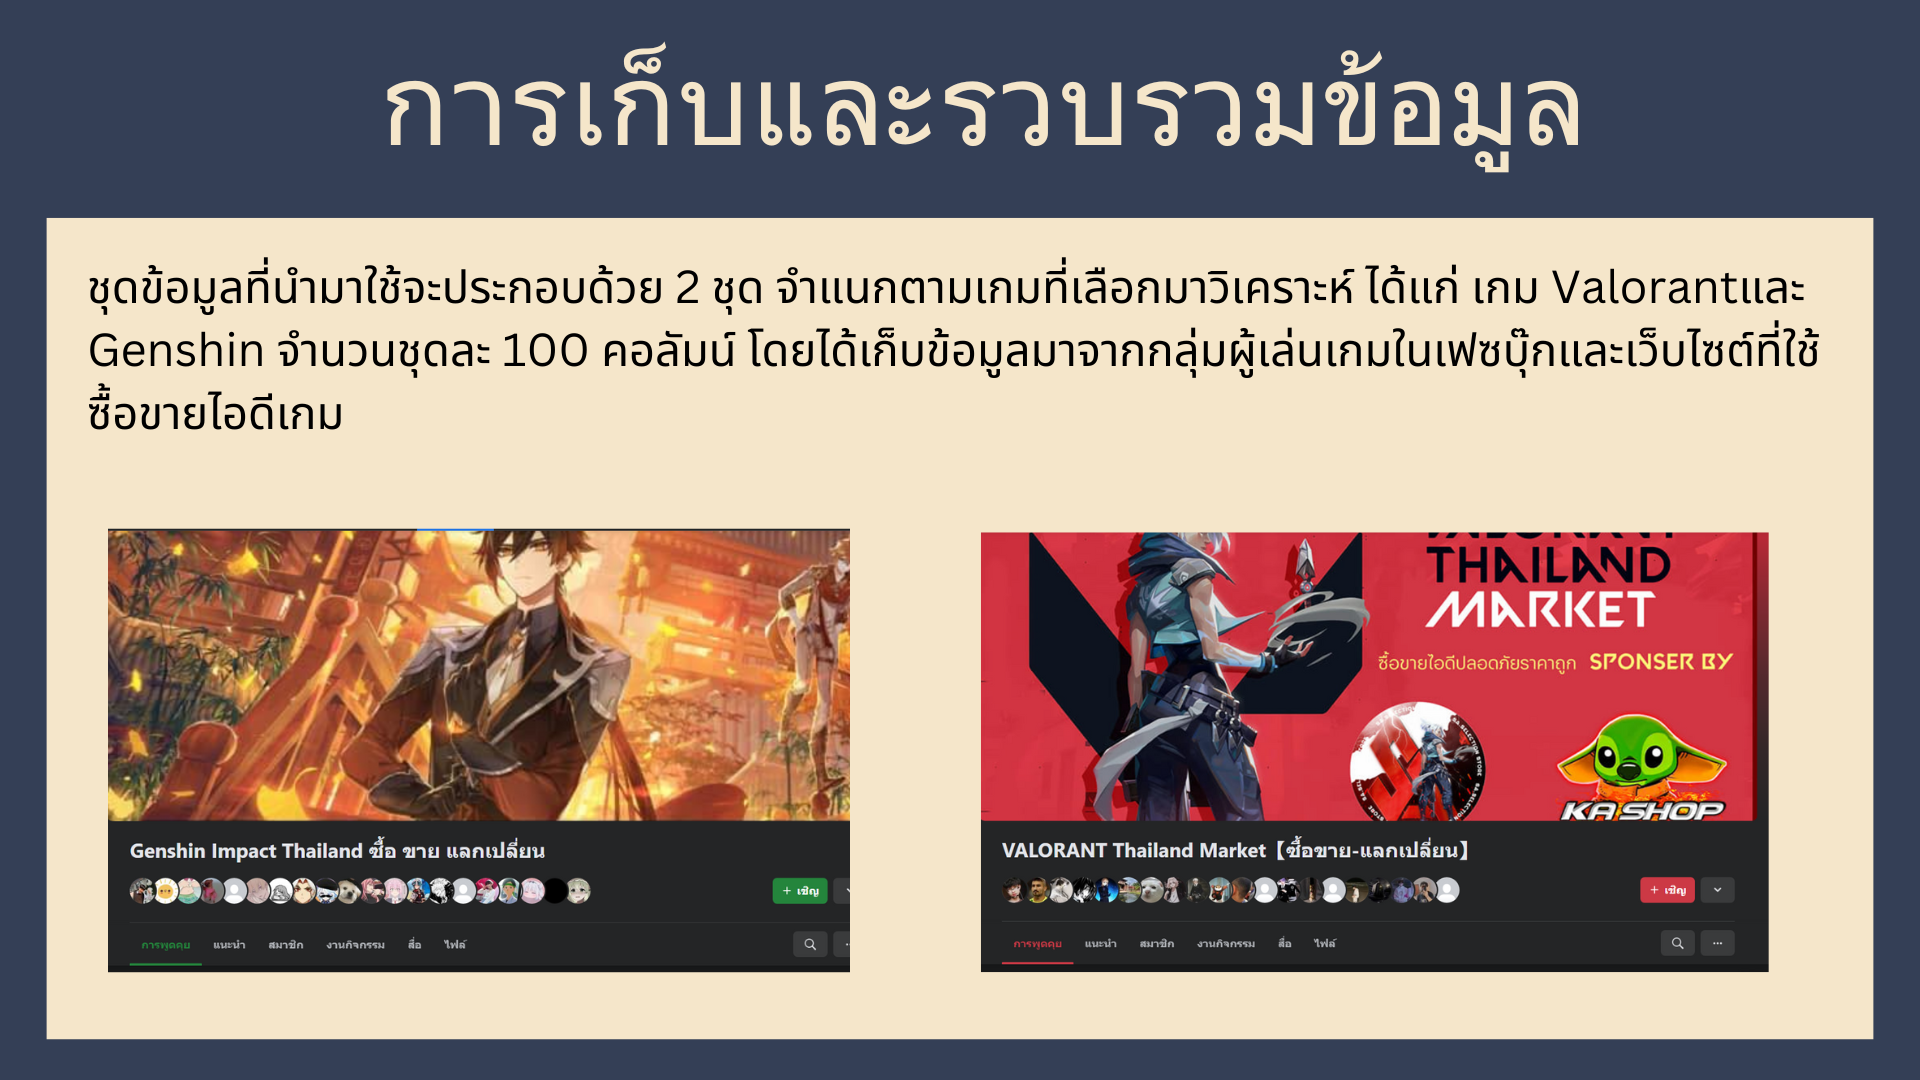 การเก็บและรวบรวมข้อมูล
ชุดข้อมูลที่นำมาใช้จะประกอบด้วย 2 ชุด จำแนกตามเกมที่เลือกมาวิเคราะห์ ได้แก่ เกม Valorantและ
Genshin จำนวนชุดละ 100 คอลัมน์ โดยได้เก็บข้อมูลมาจากกลุ่มผู้เล่นเกมในเฟซบุ๊กและเว็บไซต์ที่ใช้
ซื้อขายไอดีเกม
Genshin Impact Thailand ซื้อ ขาย แลกเปลี่ยน
+ เชิญ
การพูดคุย แนะนำ สมาชิก งานกิจกรรม สื่อ ไฟล์
THAILAND
MARKET
ซื้อขายไอดีปลอดภัยราคาถูก SPONSER BY
KA SHOP
VALORANT Thailand Market【ซื้อขาย-แลกเปลี่ยน】
+ เชิญ
การพูดคุย แนะนำ สมาชิก งานกิจกรรม สื่อ ไฟล์